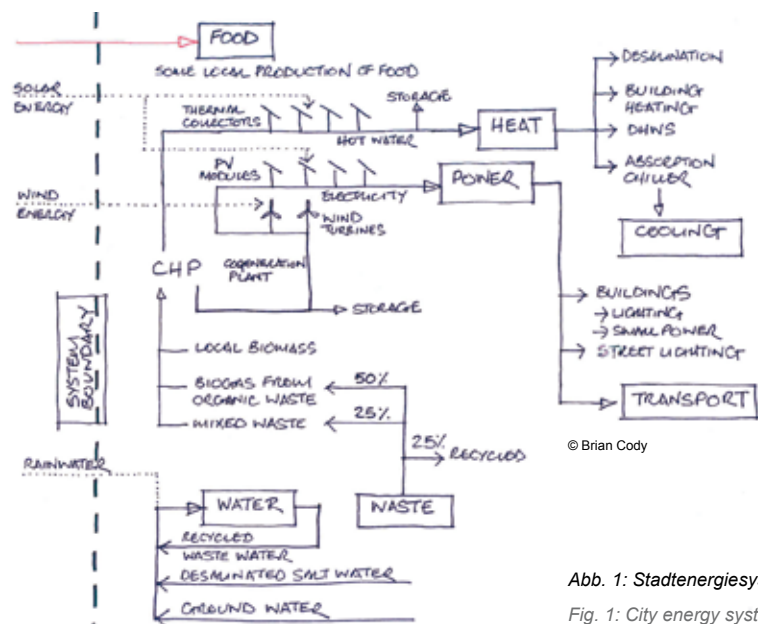 FOOD
SOME LOCAL PRODUCTION OF FOOD
SOLAR
ENERGY
THERMAL
COLLECTORS
STORAGE
HOT WATER
HEAT
DESALINATION
BUILDING
HEATING
DHWS
ABSORPTION
CHILLER
COOLING
PV
MODULES
ELECTRICITY
POWER
WIND
ENERGY
WIND
TURBINES
CHP
COGENERATION
PLANT
STORAGE
BUILDINGS
LIGHTING
SMALL POWER
STREET LIGHTING
TRANSPORT
SYSTEM
BOUNDARY
LOCAL BIOMASS
BIOGAS FROM
ORGANIC WASTE
50%
MIXED WASTE
25%
25%
RECYCLED
WASTE
© Brian Cody
RAINWATER
WATER
RECYCLED
WASTE WATER
DESALINATED SALT WATER
GROUND WATER
Abb. 1: Stadtenergiesy
Fig. 1: City energy syst